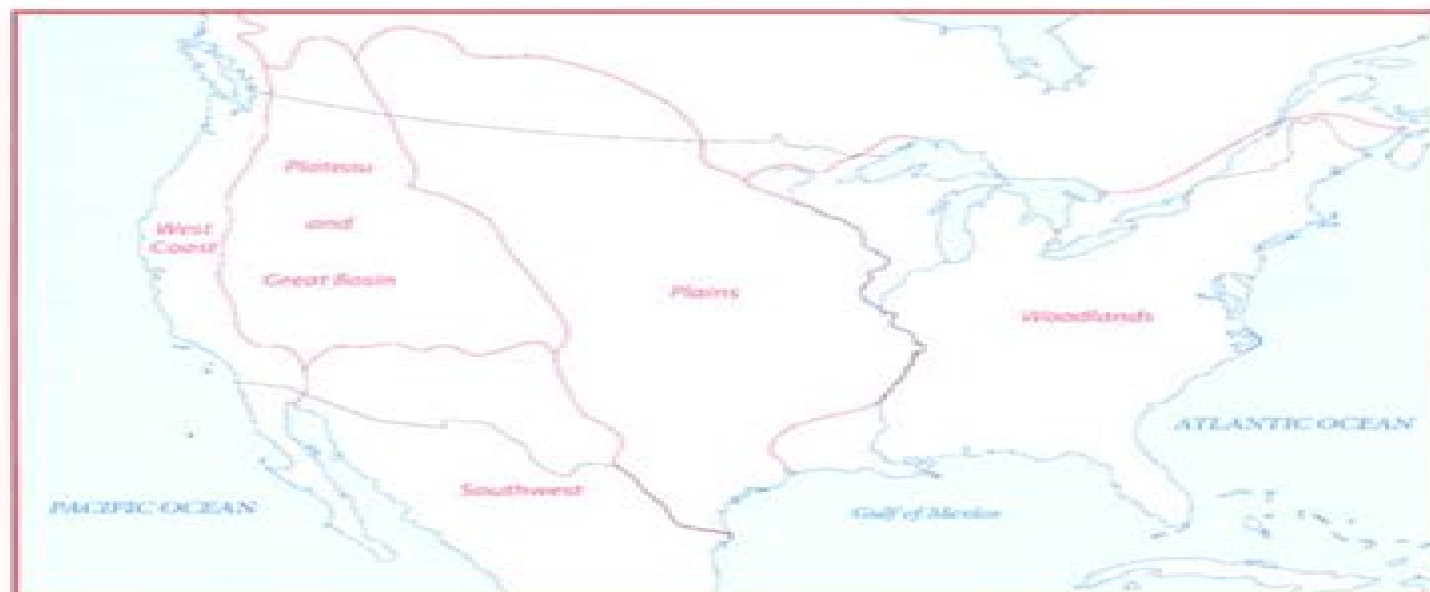 Plateau
and
Great Basin
West
Coast
Plains
Woodlands
Southwest
ATLANTIC OCEAN
PACIFIC OCEAN
Gulf of Mexico